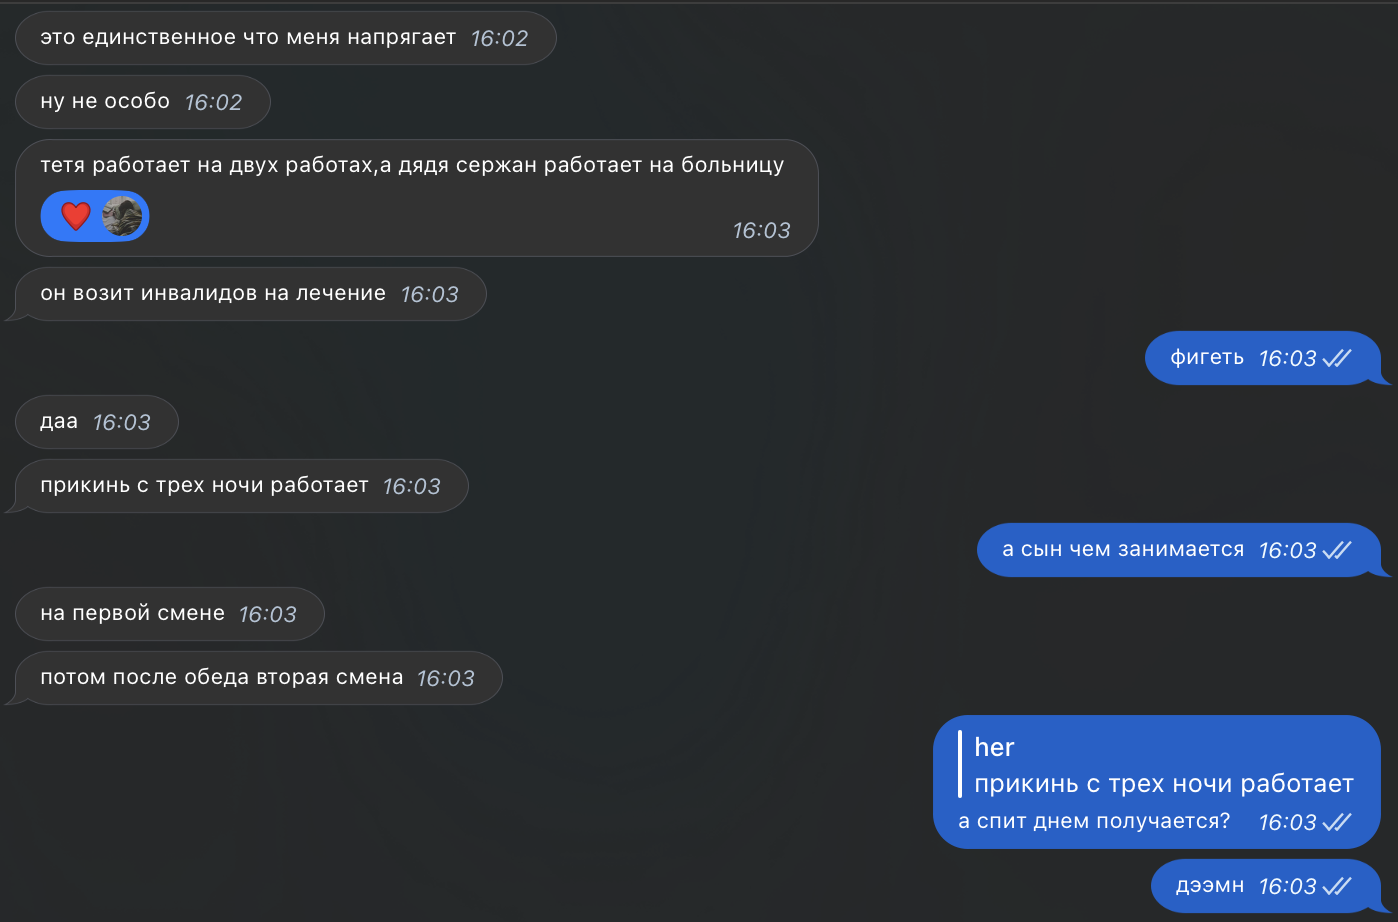 это единственное что меня напрягает 16:02
ну не особо 16:02
тетя работает на двух работах,а дядя сержан работает на больницу
16:03
он возит инвалидов на лечение 16:03
фигеть 16:03
даа 16:03
прикинь с трех ночи работает 16:03
а сын чем занимается 16:03
на первой смене 16:03
потом после обеда вторая смена 16:03
her
прикинь с трех ночи работает
а спит днем получается? 16:03
дээмн 16:03